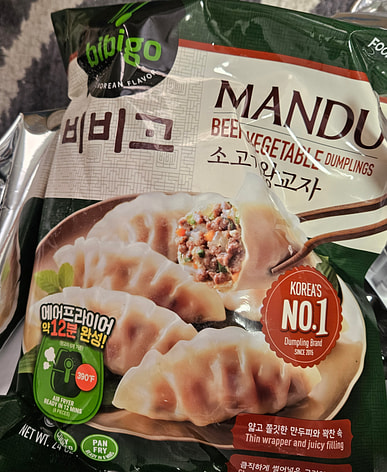 bibigo
KOREAN FLAVOR
비비고
MANDU
BEEF VEGETABLE DUMPLINGS
소고기왕교자
에어프라이어
약12분 완성!
390°F
AIR FRYER
READY IN 12 MINS
KOREA'S
NO.1
Dumpling Brand
SINCE 2015
얇고 쫄깃한 만두피와 꽉찬 속
Thin wrapper and juicy filling
NET WT. 24
PAN
FRY